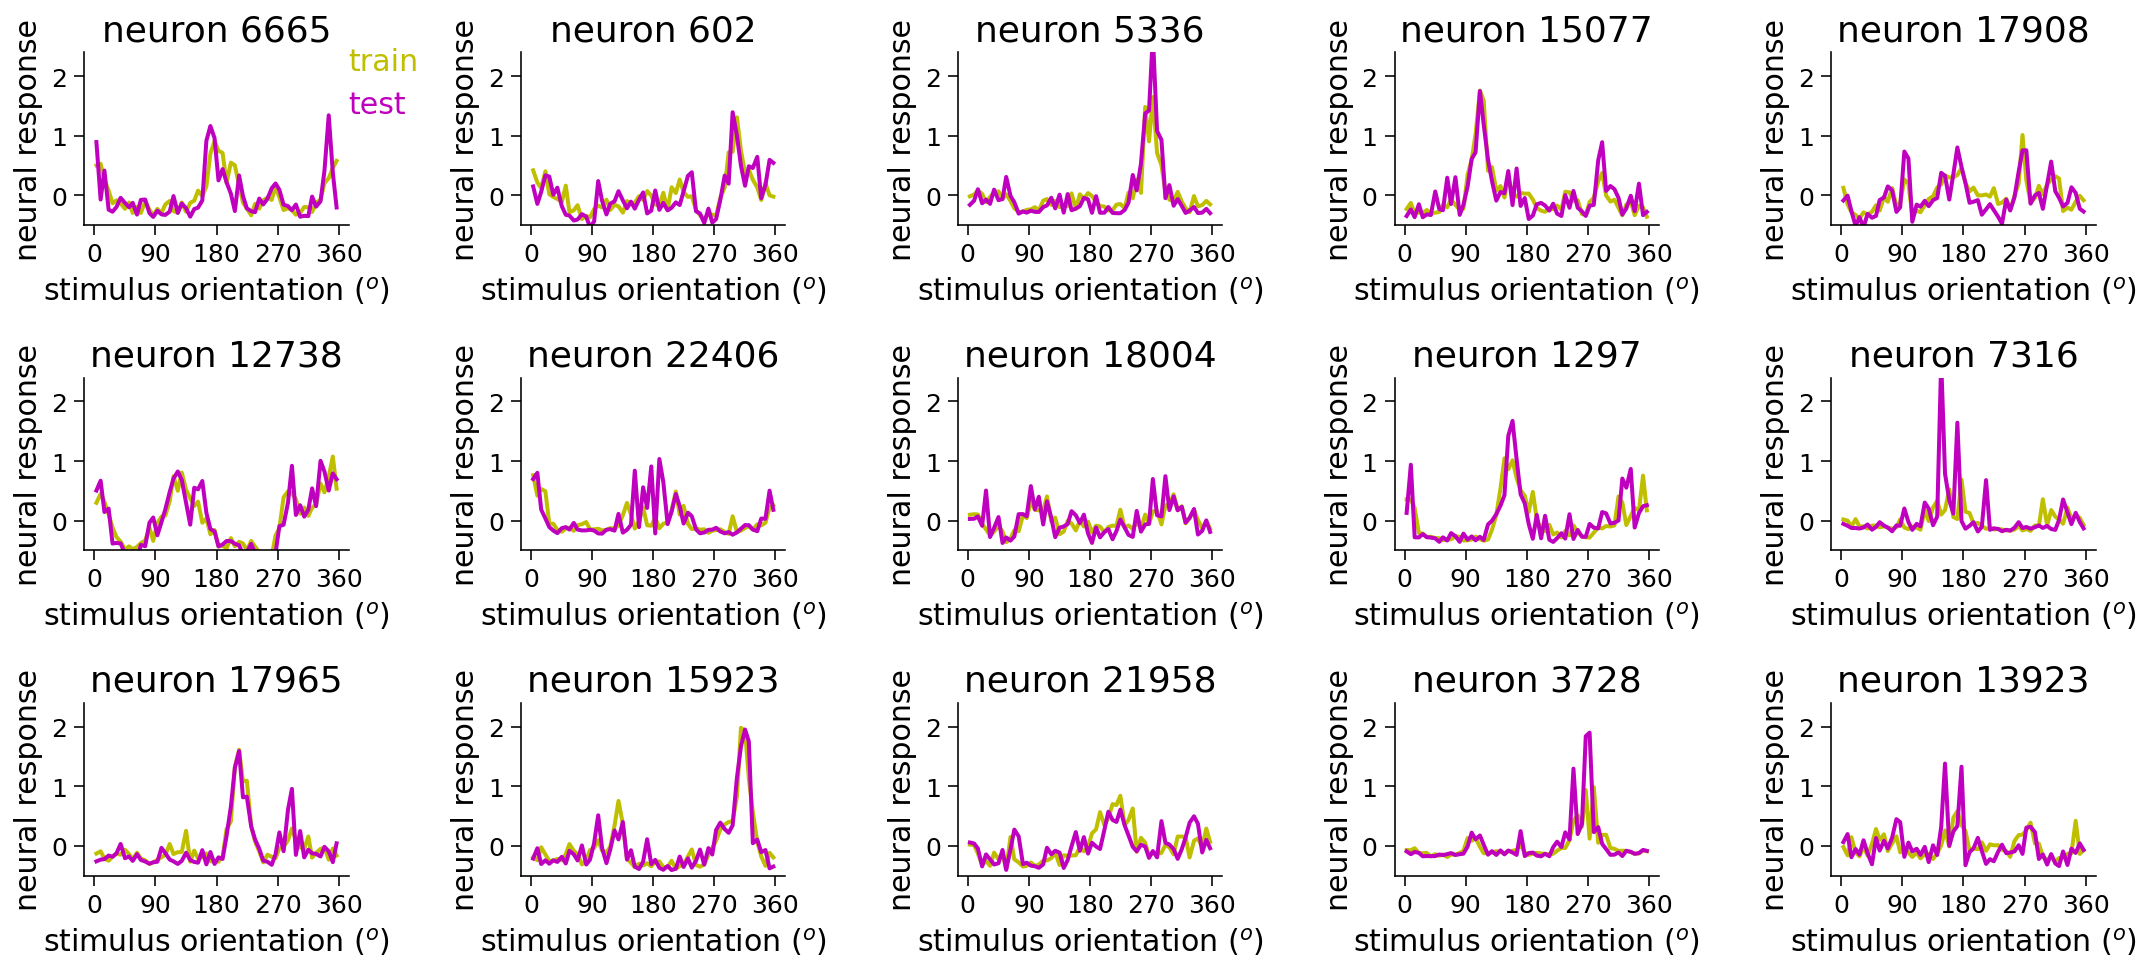 neuron 6665
train
test
neural response
2
1
0
0 90 180 270 360
stimulus orientation (o)
neuron 602
neural response
2
1
0
0 90 180 270 360
stimulus orientation (o)
neuron 5336
neural response
2
1
0
0 90 180 270 360
stimulus orientation (o)
neuron 15077
neural response
2
1
0
0 90 180 270 360
stimulus orientation (o)
neuron 17908
neural response
2
1
0
0 90 180 270 360
stimulus orientation (o)
neuron 12738
neural response
2
1
0
0 90 180 270 360
stimulus orientation (o)
neuron 22406
neural response
2
1
0
0 90 180 270 360
stimulus orientation (o)
neuron 18004
neural response
2
1
0
0 90 180 270 360
stimulus orientation (o)
neuron 1297
neural response
2
1
0
0 90 180 270 360
stimulus orientation (o)
neuron 7316
neural response
2
1
0
0 90 180 270 360
stimulus orientation (o)
neuron 17965
neural response
2
1
0
0 90 180 270 360
stimulus orientation (o)
neuron 15923
neural response
2
1
0
0 90 180 270 360
stimulus orientation (o)
neuron 21958
neural response
2
1
0
0 90 180 270 360
stimulus orientation (o)
neuron 3728
neural response
2
1
0
0 90 180 270 360
stimulus orientation (o)
neuron 13923
neural response
2
1
0
0 90 180 270 360
stimulus orientation (o)